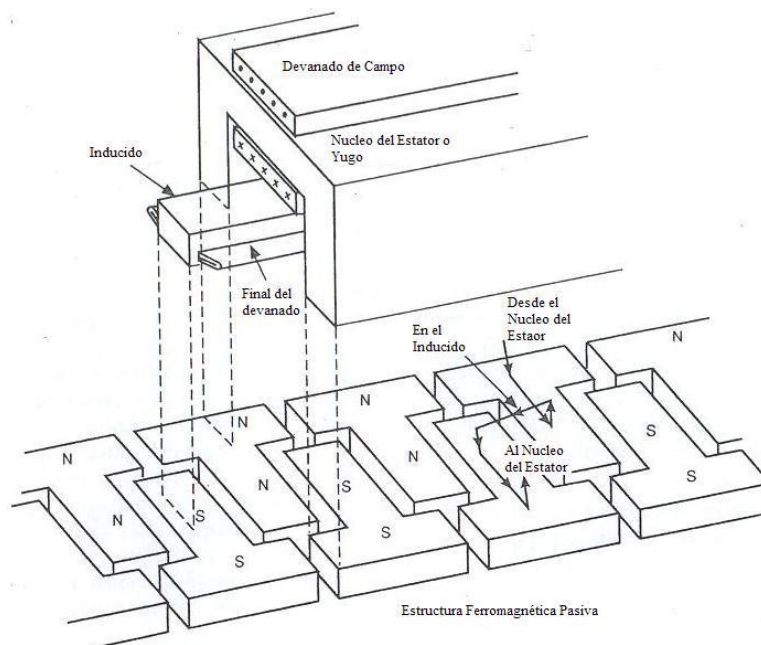 Devanado de Campo
Nucleo del Estator o
Yugo
Inducido
Final del
devanado
Desde el
Nucleo del
Estaor
En el
Inducido
N
N
N
N
N
N
N
S
S
S
S
S
S
Al Nucleo
del Estator
Estructura Ferromagnética Pasiva